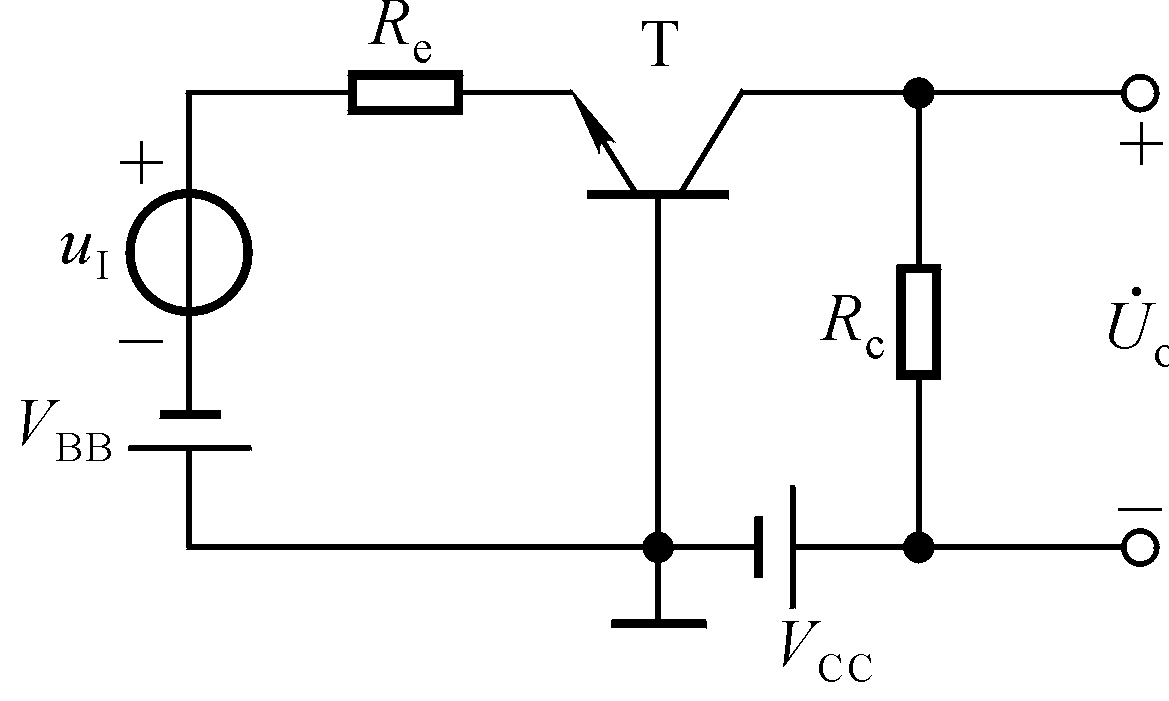 Re
T
+
uI
−
VBB
Rc
+
U̇o
−
VCC